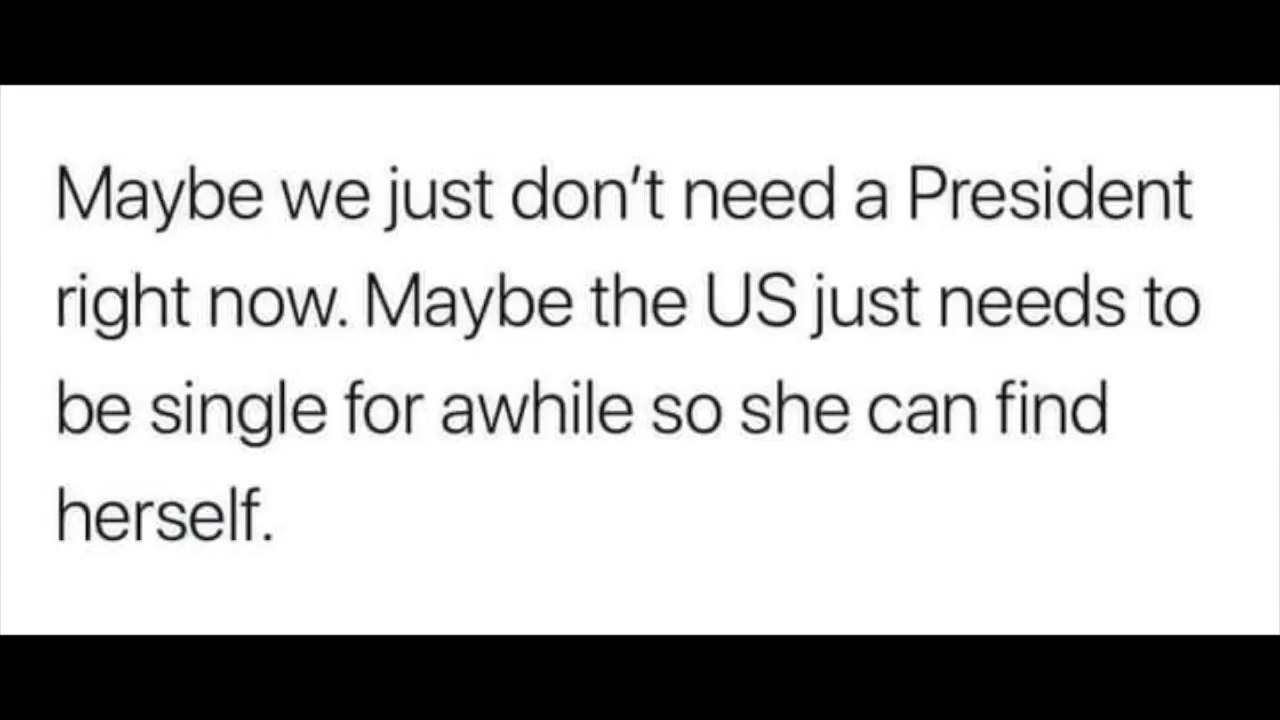 Maybe we just don't need a President
right now. Maybe the US just needs to
be single for awhile so she can find
herself.